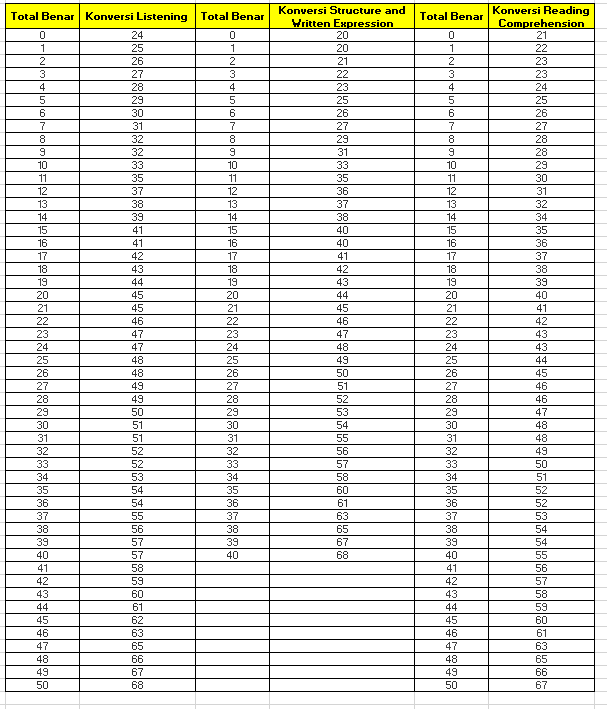 Total Benar Konversi Listening Total Benar Konversi Structure and Written Expression Total Benar Konversi Reading Comprehension
0 24 0 20 0 21
1 25 1 20 1 22
2 26 2 21 2 23
3 27 3 22 3 23
4 28 4 23 4 24
5 29 5 25 5 25
6 30 6 26 6 26
7 31 7 27 7 27
8 32 8 29 8 28
9 32 9 31 9 28
10 33 10 33 10 29
11 35 11 35 11 30
12 37 12 36 12 31
13 38 13 37 13 32
14 39 14 38 14 34
15 41 15 40 15 35
16 41 16 40 16 36
17 42 17 41 17 37
18 43 18 42 18 38
19 44 19 43 19 39
20 45 20 44 20 40
21 45 21 45 21 41
22 46 22 46 22 42
23 47 23 47 23 43
24 47 24 48 24 43
25 48 25 49 25 44
26 48 26 50 26 45
27 49 27 51 27 46
28 49 28 52 28 46
29 50 29 53 29 47
30 51 30 54 30 48
31 51 31 55 31 48
32 52 32 56 32 49
33 52 33 57 33 50
34 53 34 58 34 51
35 54 35 60 35 52
36 54 36 61 36 52
37 55 37 63 37 53
38 56 38 65 38 54
39 57 39 67 39 54
40 57 40 68 40 55
41 58 41 56
42 59 42 57
43 60 43 58
44 61 44 59
45 62 45 60
46 63 46 61
47 65 47 63
48 66 48 65
49 67 49 66
50 68 50 67